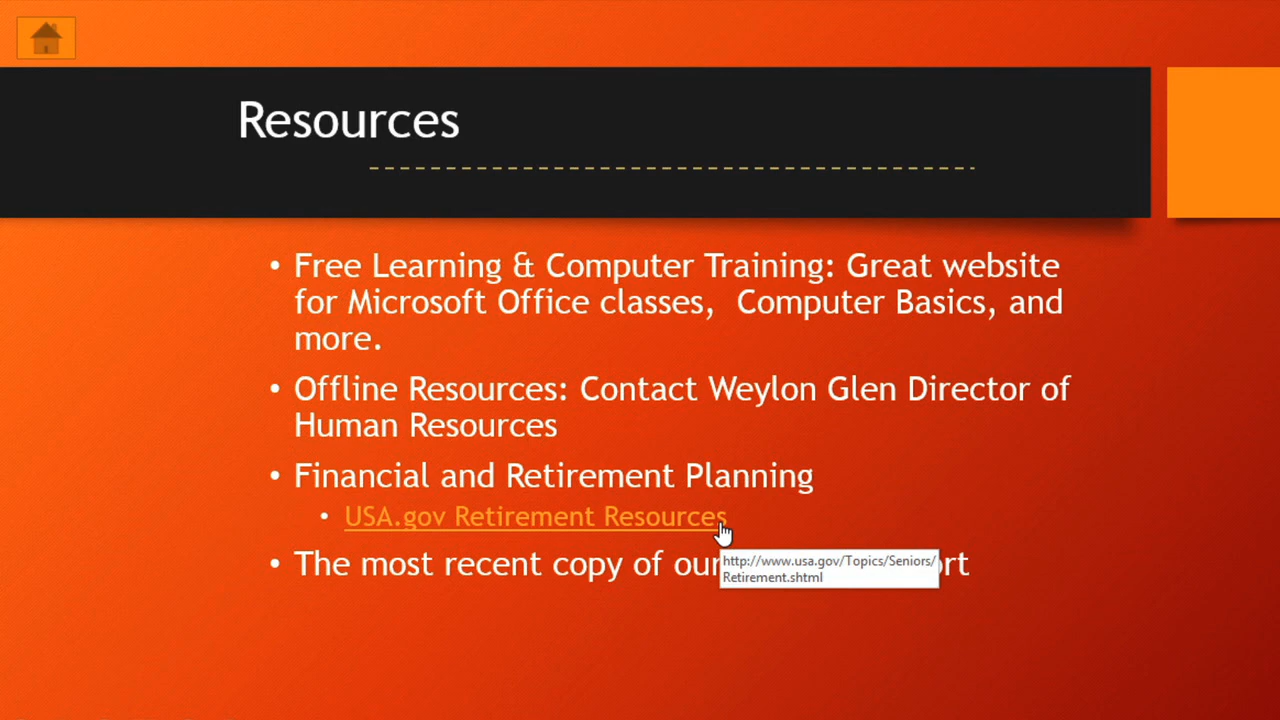 Resources
• Free Learning & Computer Training: Great website
for Microsoft Office classes,  Computer Basics, and
more.
• Offline Resources: Contact Weylon Glen Director of
Human Resources
• Financial and Retirement Planning
• USA.gov Retirement Resources
• The most recent copy of our
http://www.usa.gov/Topics/Seniors/
Retirement.shtml